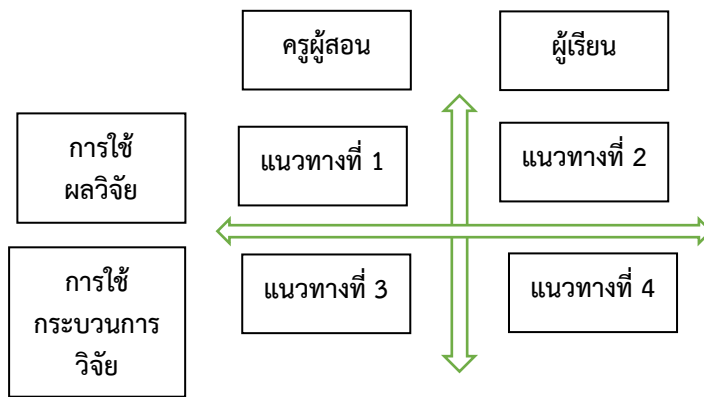 ครูผู้สอน
ผู้เรียน
การใช้
ผลวิจัย
แนวทางที่ 1
แนวทางที่ 2
การใช้
กระบวนการ
วิจัย
แนวทางที่ 3
แนวทางที่ 4